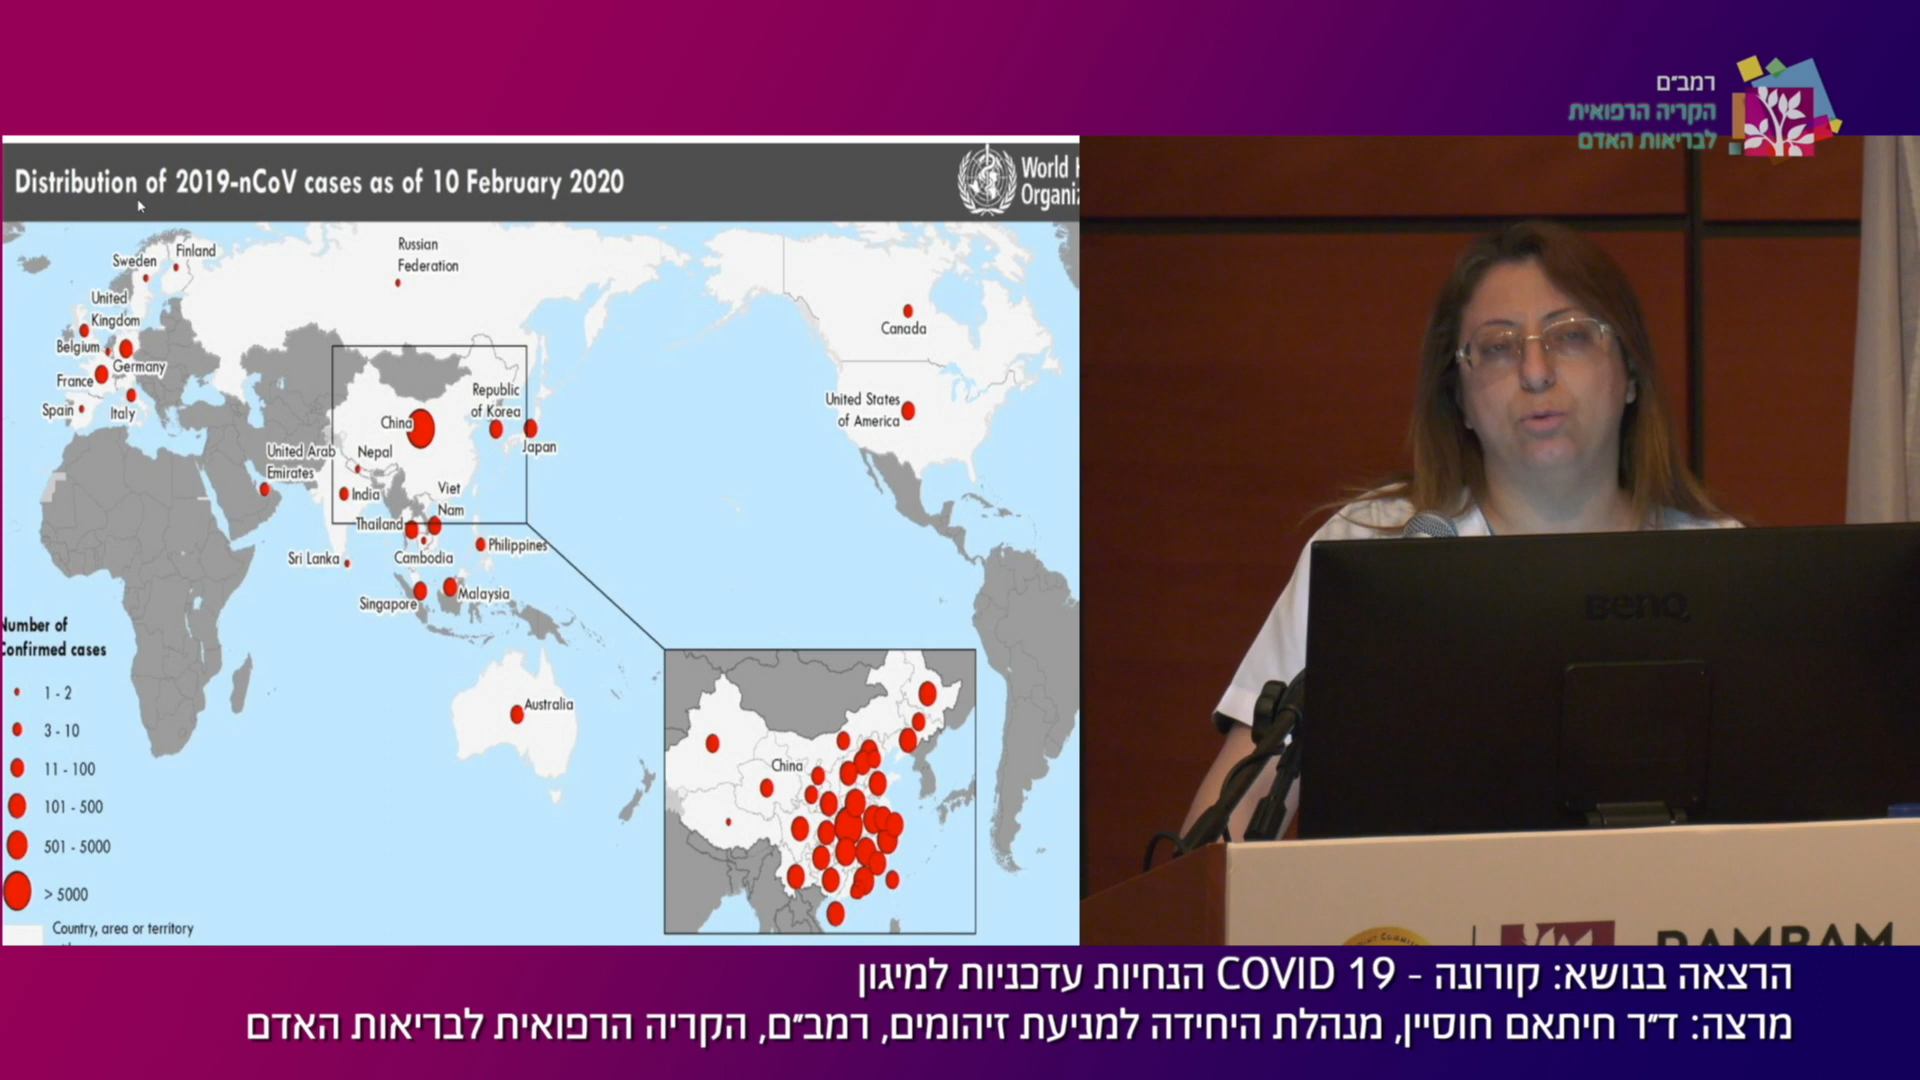 רמב״ם
הקריה הרפואית
לבריאות האדם
Distribution of 2019-nCoV cases as of 10 February 2020
World H
Organiz
Finland
Sweden
Russian
Federation
United
Kingdom
Belgium
Germany
France
Spain
Italy
Canada
United States
of America
Republic
of Korea
China
Japan
United Arab
Emirates
Nepal
India
Viet
Nam
Thailand
Philippines
Sri Lanka
Cambodia
Singapore
Malaysia
Australia
China
Number of
Confirmed cases
1 - 2
3 - 10
11 - 100
101 - 500
501 - 5000
> 5000
Country, area or territory
BenQ
RAMBAM
הרצאה בנושא: קורונה - COVID 19 הנחיות עדכניות למיגון
מרצה: ד״ר חיתאם חוסיין, מנהלת היחידה למניעת זיהומים, רמב״ם, הקריה הרפואית לבריאות האדם